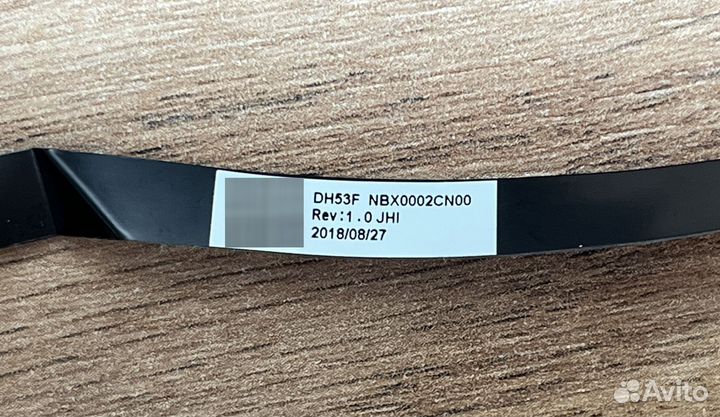 DH53F NBX0002CN00
Rev:1.0 JHI
2018/08/27
Avito